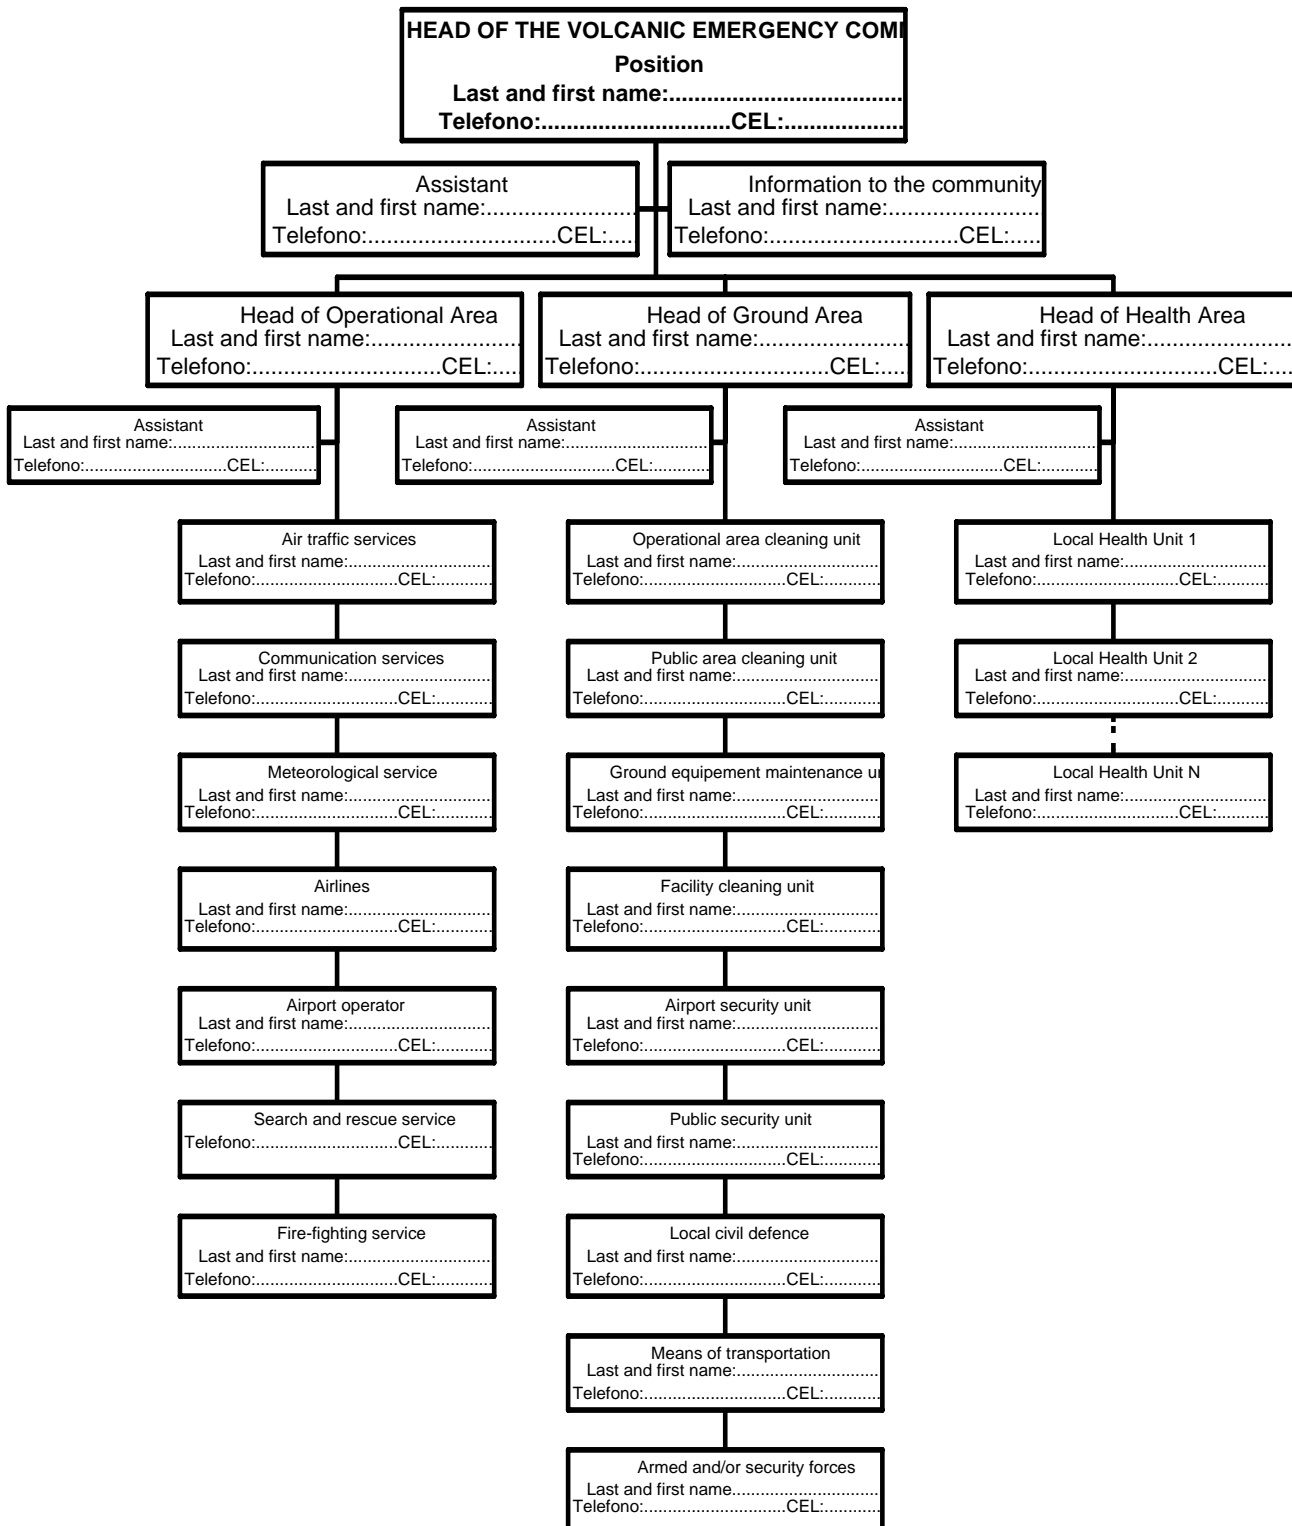 HEAD OF THE VOLCANIC EMERGENCY COM
Position
Last and first name:.....................................
Telefono:..............................CEL:...................
Assistant
Last and first name:........................
Telefono:..............................CEL:....
Information to the community
Last and first name:........................
Telefono:..............................CEL:.....
Head of Operational Area
Last and first name:........................
Telefono:..............................CEL:.....
Head of Ground Area
Last and first name:........................
Telefono:..............................CEL:.....
Head of Health Area
Last and first name:.......................
Telefono:..............................CEL:....
Assistant
Last and first name:...............................
Telefono:..............................CEL:...........
Assistant
Last and first name:...............................
Telefono:..............................CEL:............
Assistant
Last and first name:..............................
Telefono:..............................CEL:............
Air traffic services
Last and first name:...............................
Telefono:..............................CEL:............
Operational area cleaning unit
Last and first name:...............................
Telefono:..............................CEL:............
Local Health Unit 1
Last and first name:..............................
Telefono:..............................CEL:...........
Communication services
Last and first name:...............................
Telefono:..............................CEL:............
Public area cleaning unit
Last and first name:...............................
Telefono:..............................CEL:............
Local Health Unit 2
Last and first name:..............................
Telefono:..............................CEL:...........
Meteorological service
Last and first name:...............................
Telefono:..............................CEL:............
Ground equipement maintenance u
Last and first name:...............................
Telefono:..............................CEL:............
Local Health Unit N
Last and first name:..............................
Telefono:..............................CEL:...........
Airlines
Last and first name:...............................
Telefono:..............................CEL:............
Facility cleaning unit
Last and first name:...............................
Telefono:..............................CEL:............
Airport operator
Last and first name:...............................
Telefono:..............................CEL:............
Airport security unit
Last and first name:...............................
Telefono:..............................CEL:............
Search and rescue service
Telefono:..............................CEL:............
Public security unit
Last and first name:...............................
Telefono:..............................CEL:............
Fire-fighting service
Last and first name:...............................
Telefono:..............................CEL:............
Local civil defence
Last and first name:...............................
Telefono:..............................CEL:............
Means of transportation
Last and first name:...............................
Telefono:..............................CEL:............
Armed and/or security forces
Last and first name................................
Telefono:..............................CEL:............